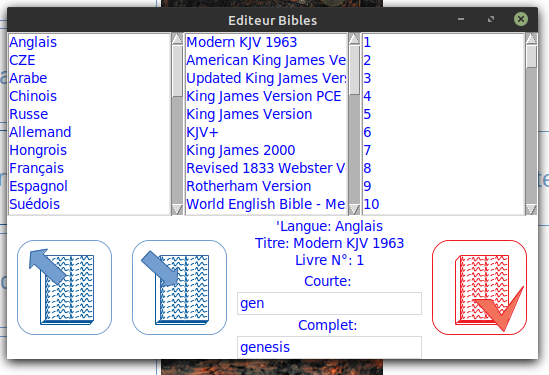 Editeur Bibles
Anglais
CZE
Arabe
Chinois
Russe
Allemand
Hongrois
Français
Espagnol
Suédois
Modern KJV 1963
American King James Ve
Updated King James Vers
King James Version PCE
King James Version
KJV+
King James 2000
Revised 1833 Webster V
Rotherham Version
World English Bible - Me
1
2
3
4
5
6
7
8
9
10
'Langue: Anglais
Titre: Modern KJV 1963
Livre N°: 1
Courte:
gen
Complet:
genesis